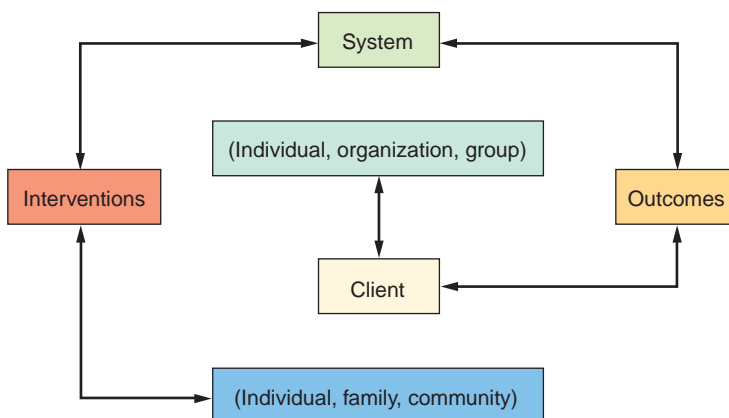 System
(Individual, organization, group)
Interventions
Outcomes
Client
(Individual, family, community)